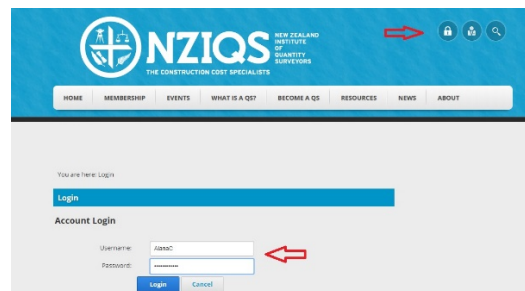 NZIQS
NEW ZEALAND
INSTITUTE
OF
QUANTITY
SURVEYORS
THE CONSTRUCTION COST SPECIALISTS
HOME MEMBERSHIP EVENTS WHAT IS A QS? BECOME A QS RESOURCES NEWS ABOUT
You are here: Login
Login
Account Login
Username: AlanaC
Password:
Login Cancel